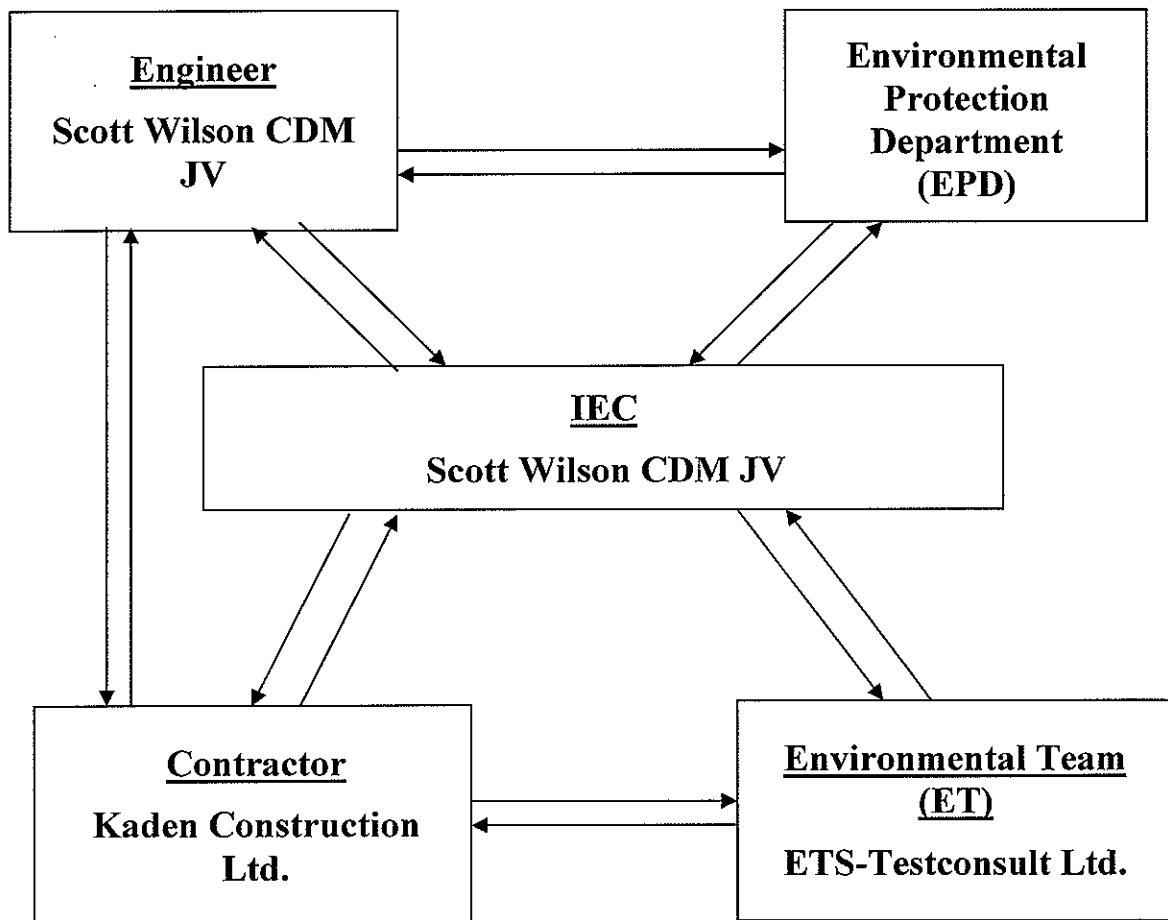 Engineer
Scott Wilson CDM
JV
Environmental
Protection
Department
(EPD)
IEC
Scott Wilson CDM JV
Contractor
Kaden Construction
Ltd.
Environmental Team
(ET)
ETS-Testconsult Ltd.